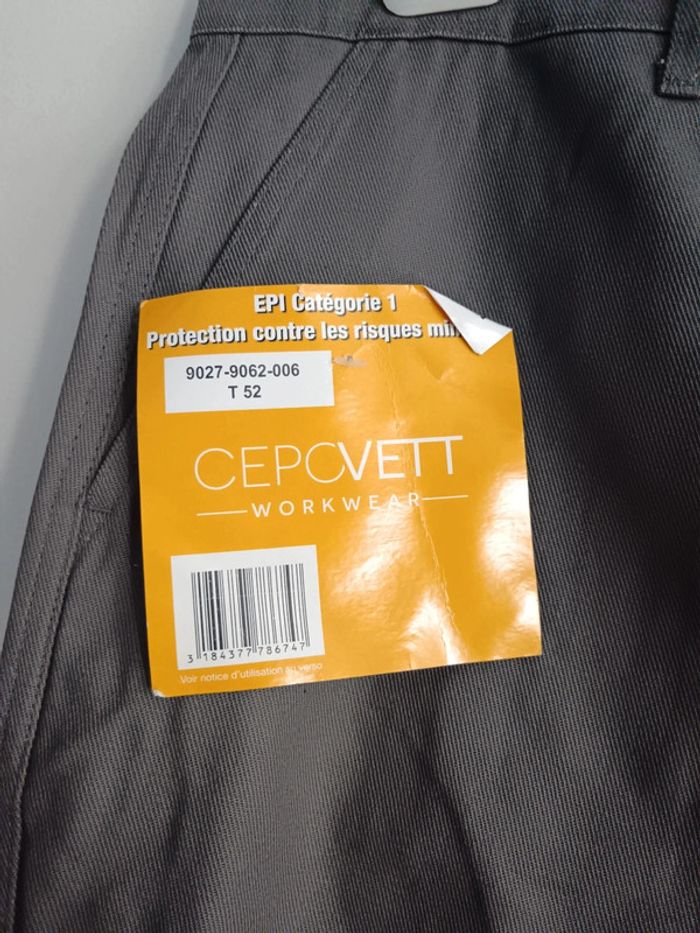 EPI Catégorie 1
Protection contre les risques
9027-9062-006
T 52
CEPOVETT
WORKWEAR
3 184377 786747
Voir notice d'utilisation au verso